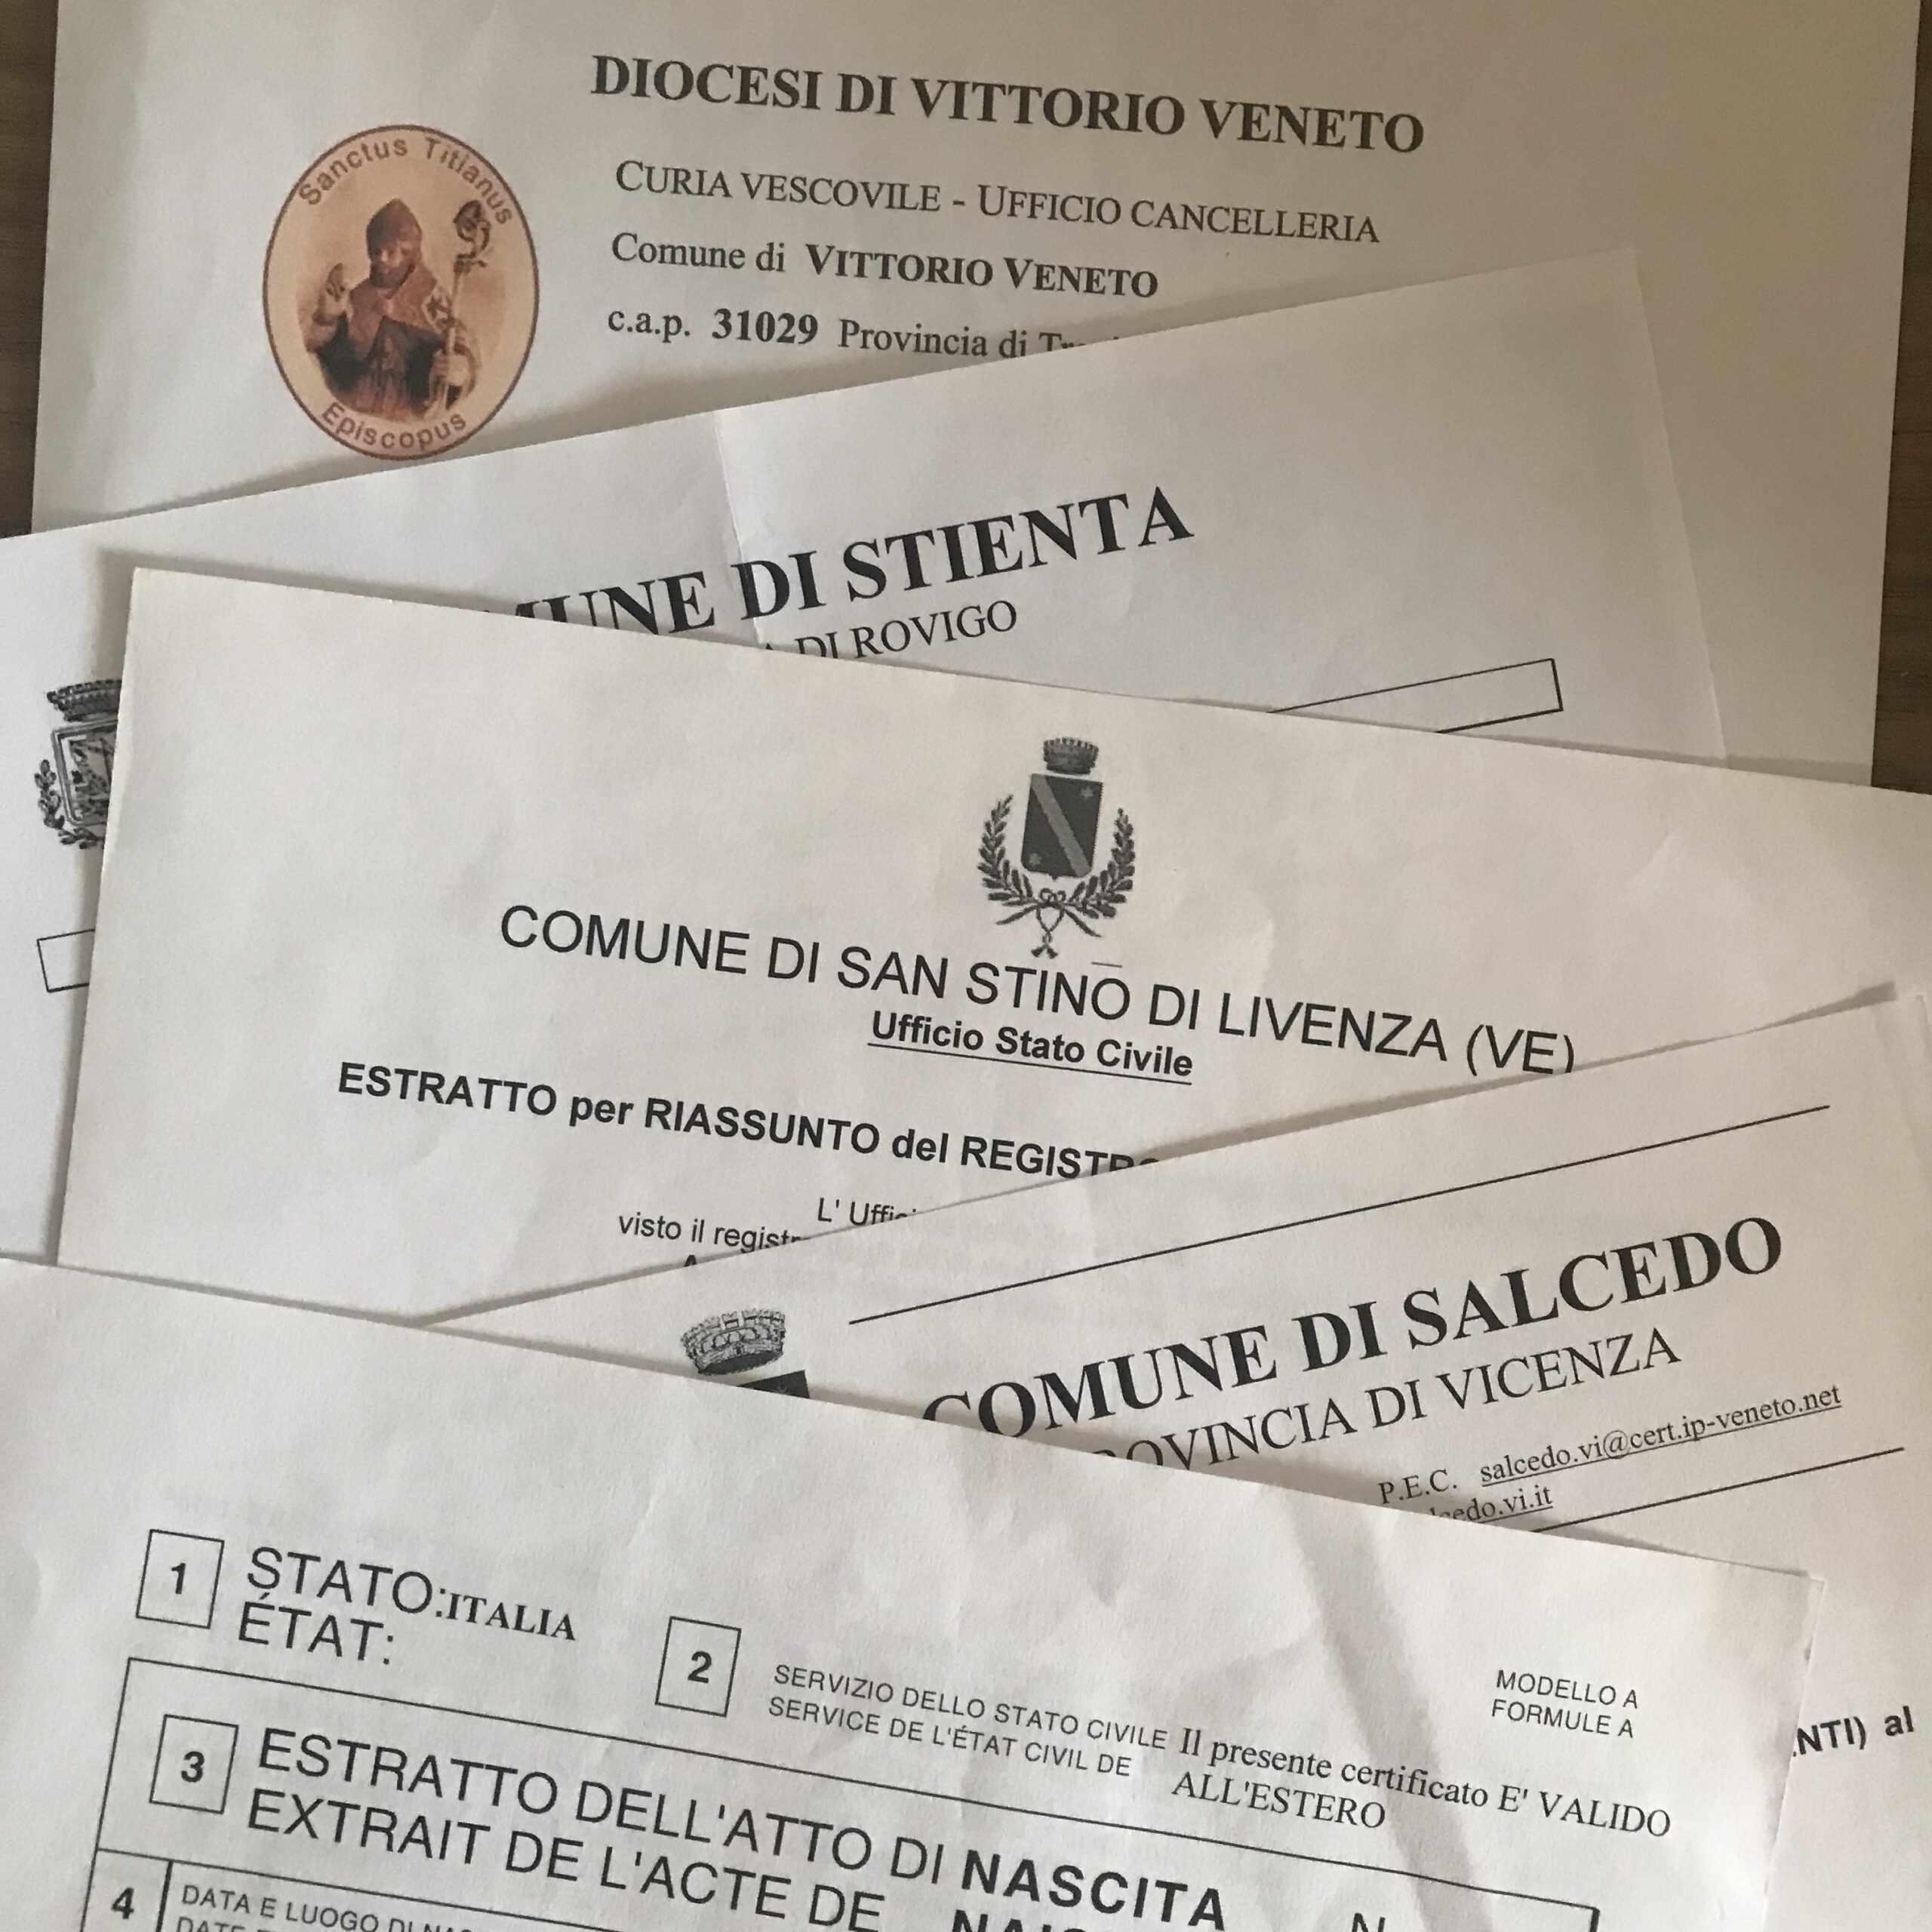 DIOCESI DI VITTORIO VENETO
Sanctus Titianus
Episcopus
CURIA VESCOVILE - UFFICIO CANCELLERIA
Comune di VITTORIO VENETO
c.a.p. 31029 Provincia di
DI STIENTA
DI ROVIGO
COMUNE DI SAN STINO DI LIVENZA (VE)
Ufficio Stato Civile
ESTRATTO per RIASSUNTO del
L'
visto il
COMUNE DI SALCEDO
DI VICENZA
P.E.C. salcedo.vi@cert.ip-veneto.net
1 STATO:ITALIA
ÉTAT:
2 SERVIZIO DELLO STATO CIVILE Il presente certificato E' VALIDO
SERVICE DE L'ÉTAT CIVIL DE ALL'ESTERO
MODELLO A
FORMULE A
NTI) al
3 ESTRATTO DELL'ATTO DI NASCITA
EXTRAIT DE L'ACTE DE
4 DATA E LUOGO DI